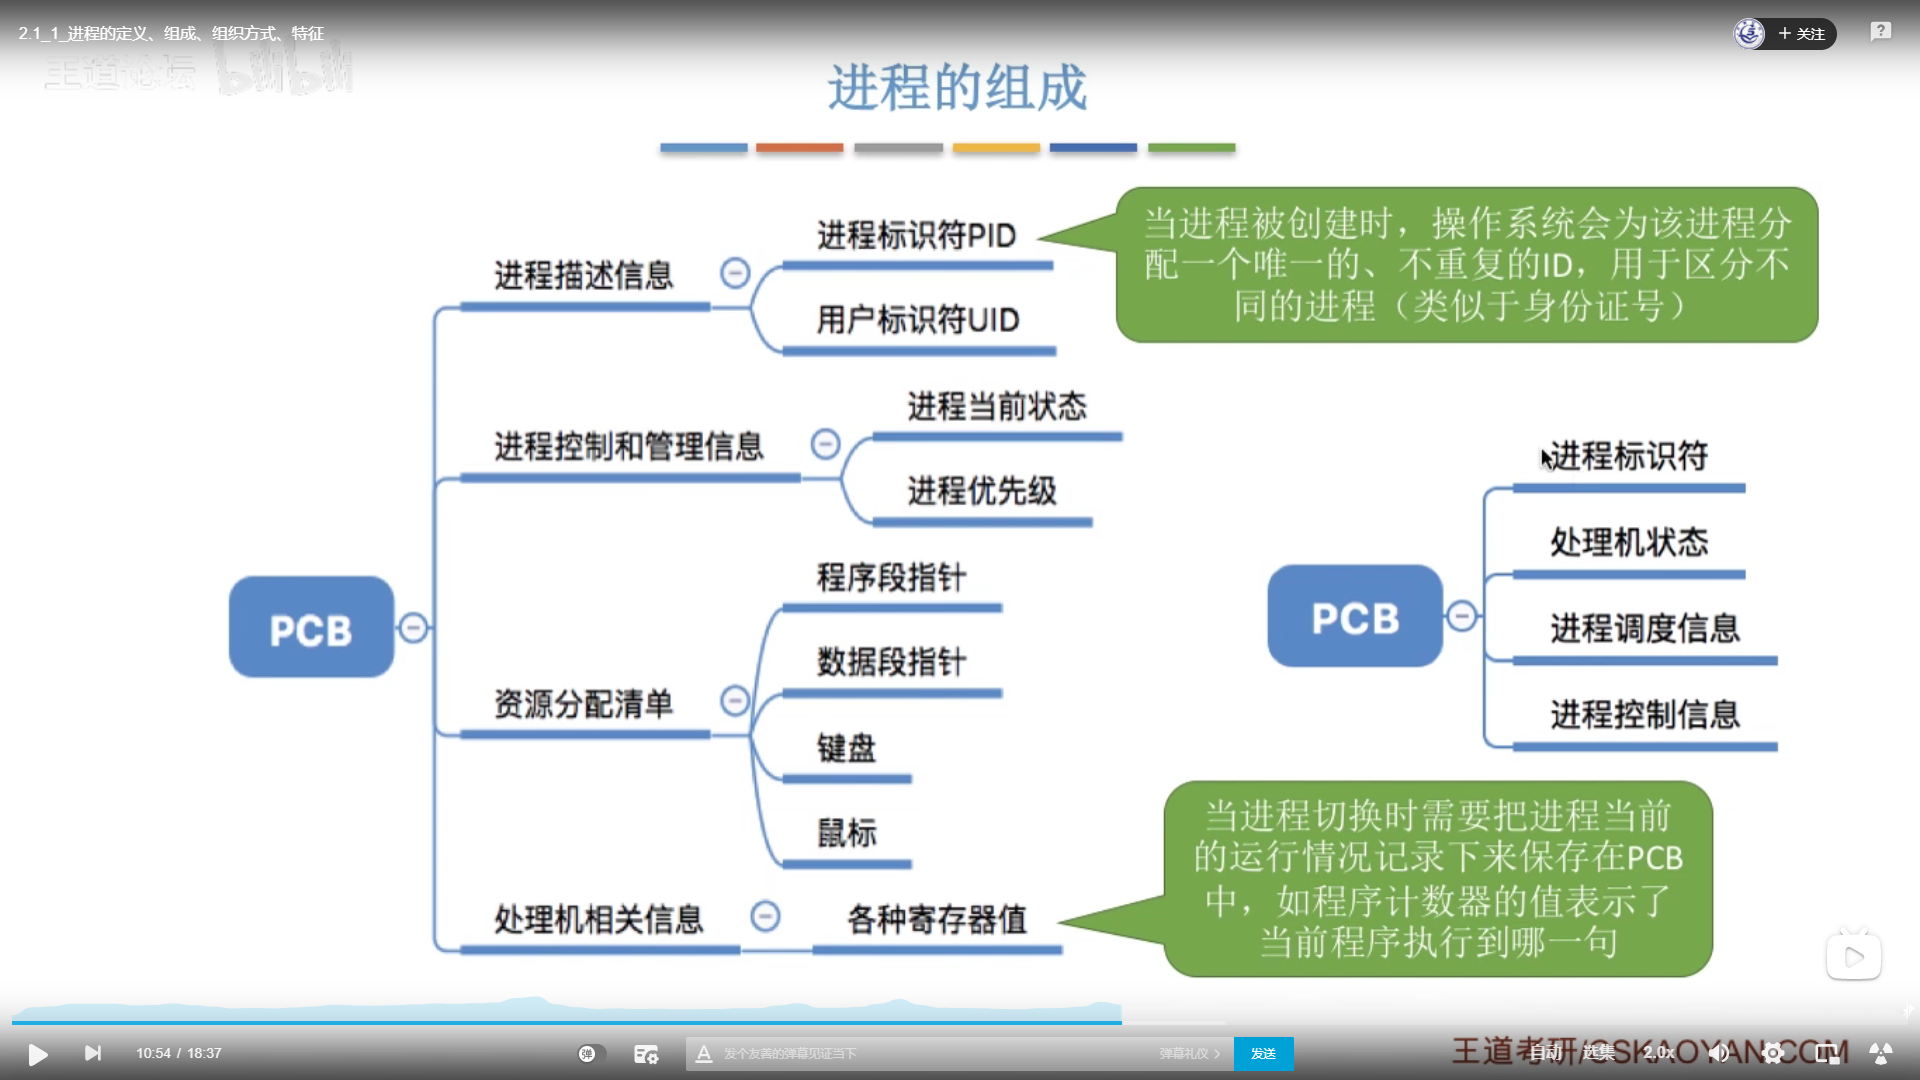 2.1_1_进程的定义、组成、组织方式、特征
+ 关注
王道论坛 bilibili
进程的组成
进程标识符PID
当进程被创建时，操作系统会为该进程分
配一个唯一的、不重复的ID，用于区分不
同的进程（类似于身份证号）
进程描述信息
用户标识符UID
进程当前状态
进程控制和管理信息
进程优先级
程序段指针
数据段指针
PCB
资源分配清单
键盘
鼠标
处理机相关信息
各种寄存器值
进程标识符
处理机状态
PCB
进程调度信息
进程控制信息
当进程切换时需要把进程当前
的运行情况记录下来保存在PCB
中，如程序计数器的值表示了
当前程序执行到哪一句
10:54 / 18:37
弹
A
发个友善的弹幕见证当下
弹幕礼仪 >
发送
王道考研/CSKAOYAN.COM
自动
选集
2.0x